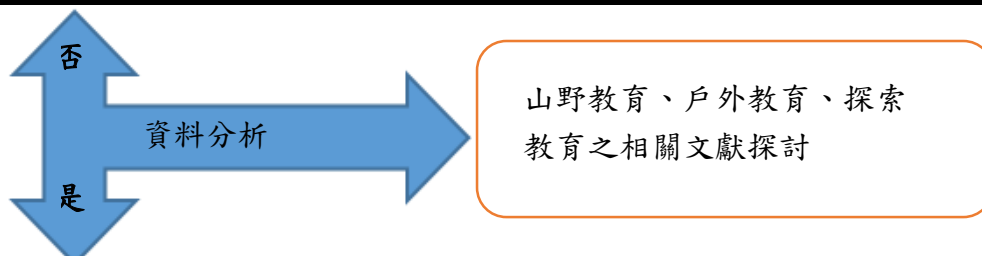 否
資料分析
是
山野教育、戶外教育、探索
教育之相關文獻探討